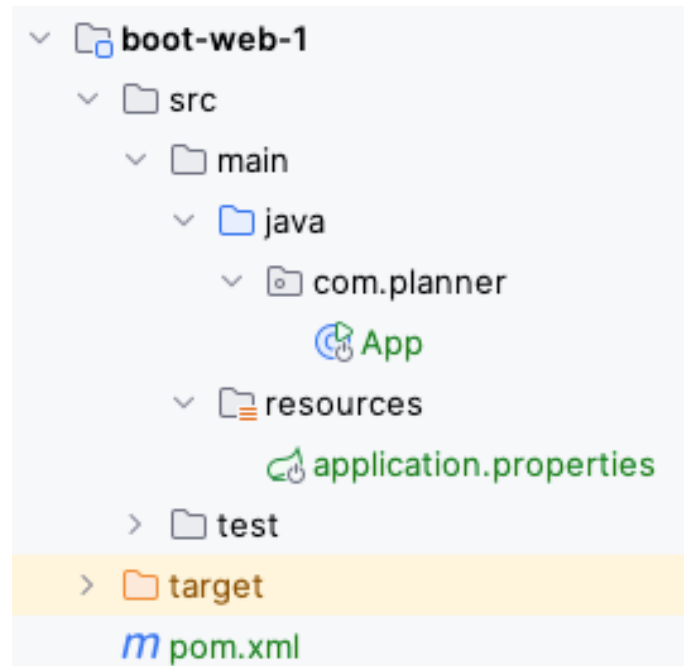 boot-web-1
src
main
java
com.planner
App
resources
application.properties
test
target
m pom.xml